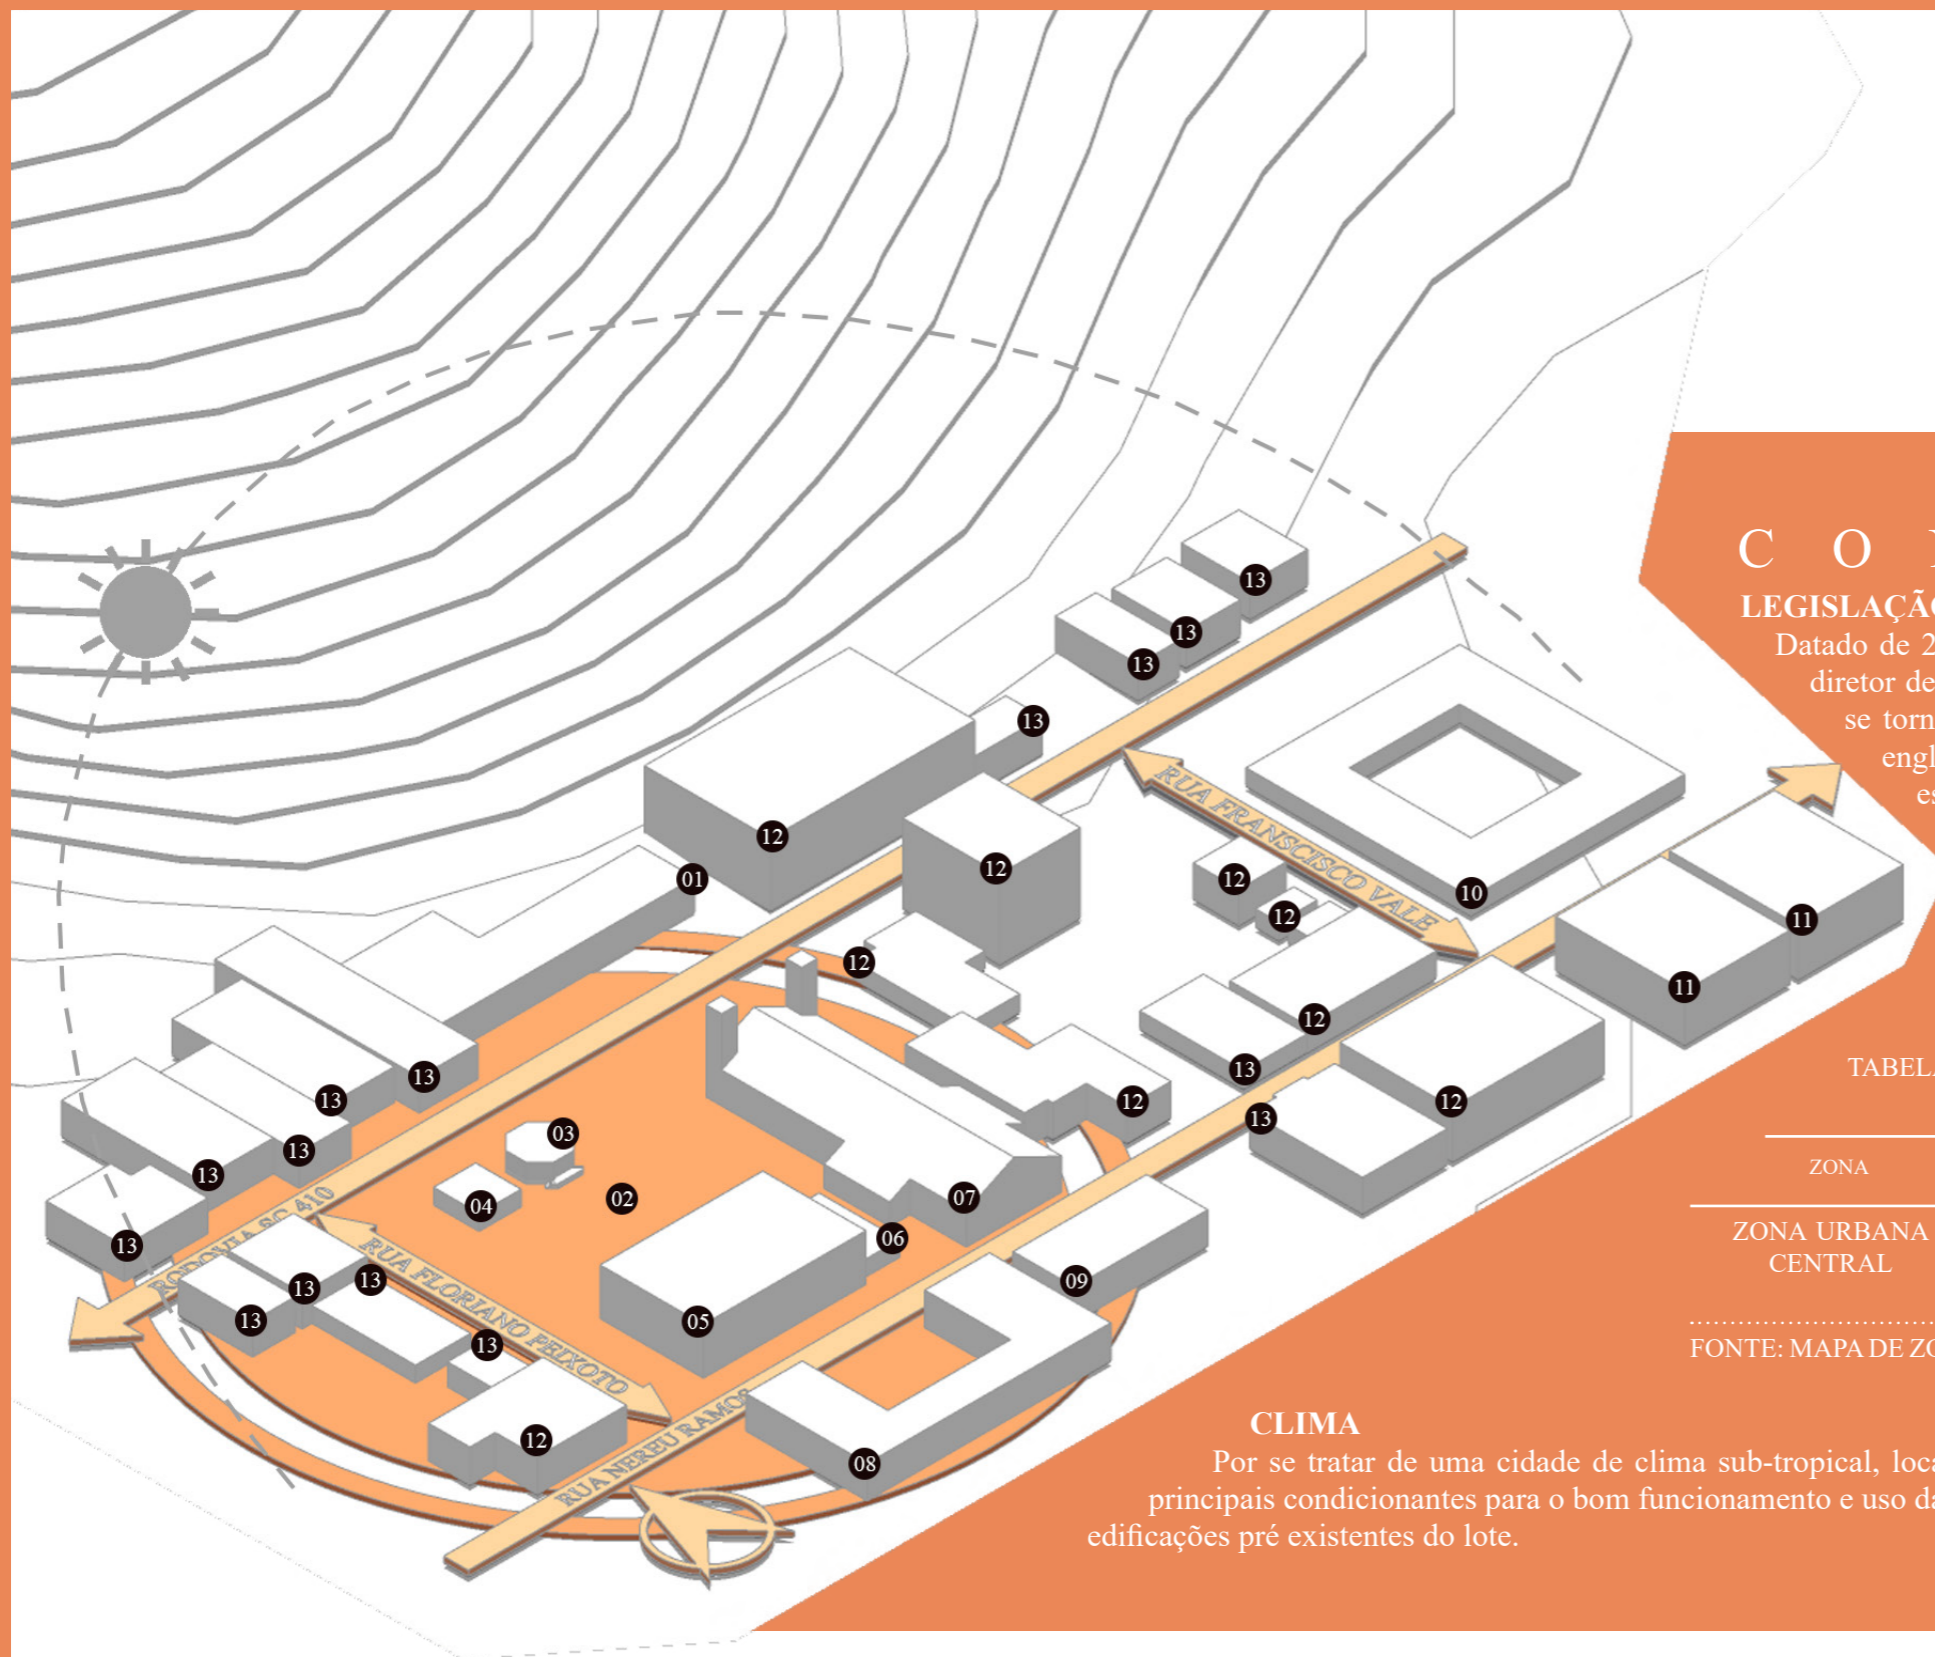 C O
LEGISLAÇÃO
Datado de 2
diretor de
se torn
engl
es
13
13
13
13
12
RUA FRANSCISCO VALE
12
01
12
10
12
11
12
11
12
13
13
13
12
13
12
13
03
13
13
02
04
07
06
13
RODOVIA SC 410
RUA FLORIANO PEIXOTO
13
13
13
09
05
13
12
RUA NEREU RAMOS
08
TABELA
ZONA
ZONA URBANA
CENTRAL
FONTE: MAPA DE ZO
CLIMA
Por se tratar de uma cidade de clima sub-tropical, loca
principais condicionantes para o bom funcionamento e uso da
edificações pré existentes do lote.